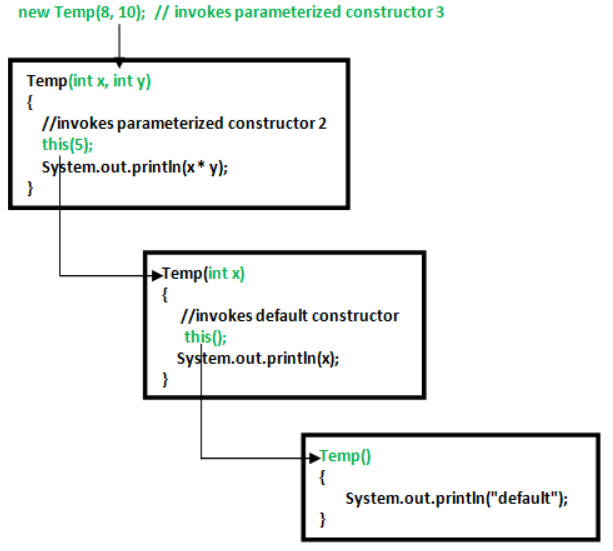 new Temp(8, 10);  // invokes parameterized constructor 3
Temp(int x, int y)
{
//invokes parameterized constructor 2
this(5);
System.out.println(x * y);
}
Temp(int x)
{
//invokes default constructor
this();
System.out.println(x);
}
Temp()
{
System.out.println("default");
}